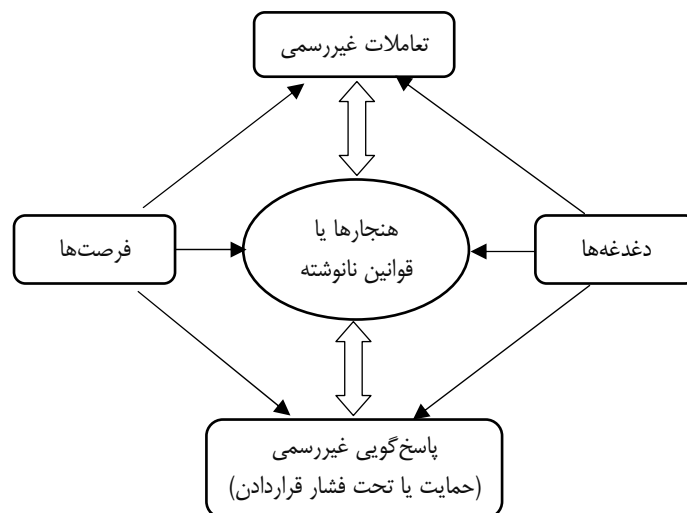 تعاملات غیررسمی
هنجارها یا
قوانین نانوشته
دغدغه‌ها
فرصت‌ها
پاسخ‌گویی غیررسمی
(حمایت یا تحت فشار قراردادن)